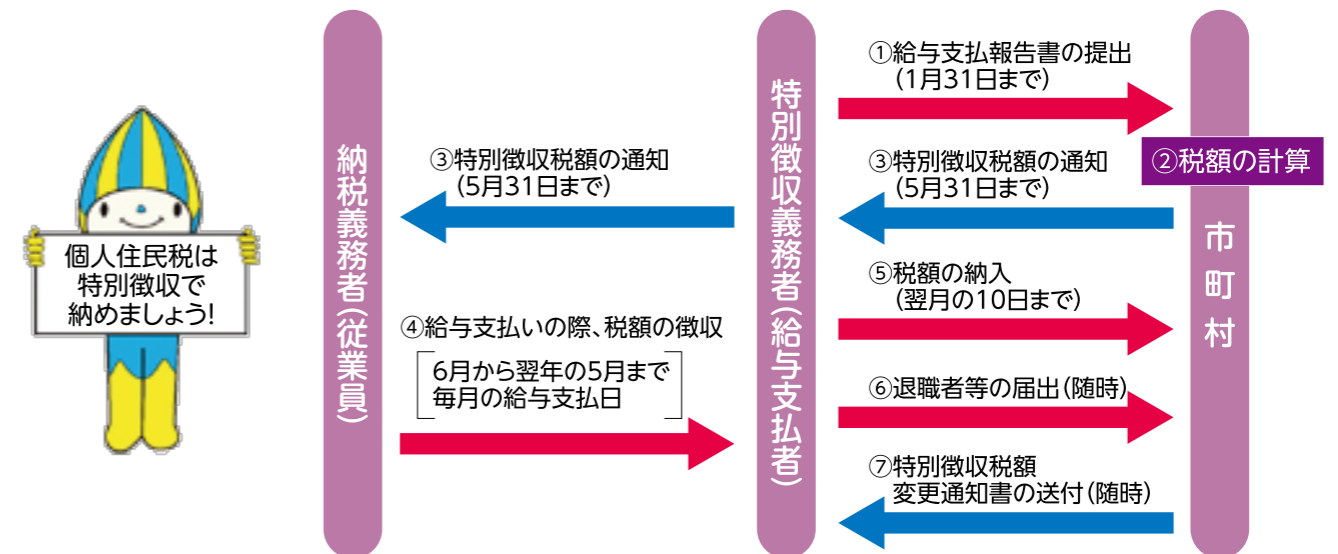 個人住民税は
特別徴収で
納めましょう!
納税義務者(従業員)
③特別徴収税額の通知
(5月31日まで)
④給与支払いの際、税額の徴収
6月から翌年の5月まで
毎月の給与支払日
特別徴収義務者(給与支払者)
①給与支払報告書の提出
(1月31日まで)
②税額の計算
③特別徴収税額の通知
(5月31日まで)
⑤税額の納入
(翌月の10日まで)
⑥退職者等の届出(随時)
⑦特別徴収税額
変更通知書の送付(随時)
市町村